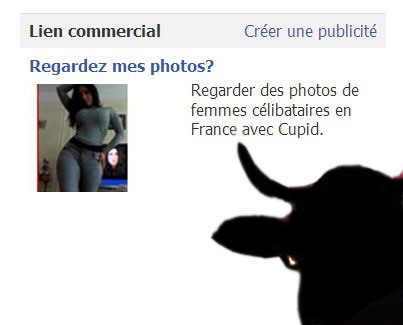 Lien commercial Créer une publicité
Regardez mes photos?
Regarder des photos de
femmes célibataires en
France avec Cupid.